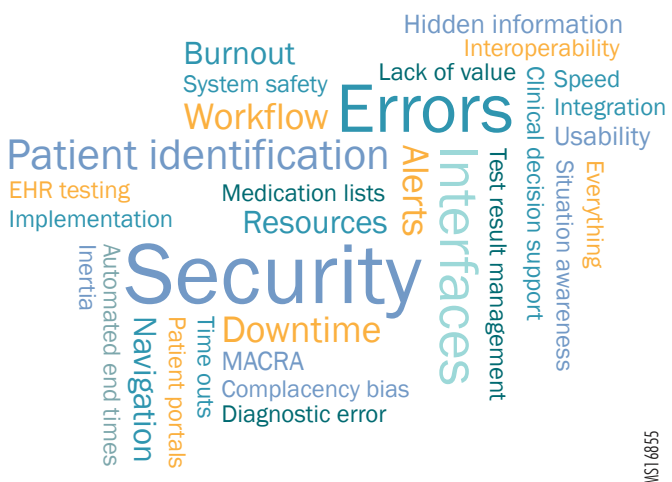 Hidden information
Interoperability
Burnout
Lack of value
Speed
System safety
Errors
Integration
Workflow
Usability
Clinical decision support
Patient identification
Alerts
Interfaces
Test result management
Situation awareness
Everything
EHR testing
Medication lists
Implementation
Resources
Inertia
Automated end times
Security
Navigation
Patient portals
Time outs
Downtime
MACRA
Complacency bias
Diagnostic error